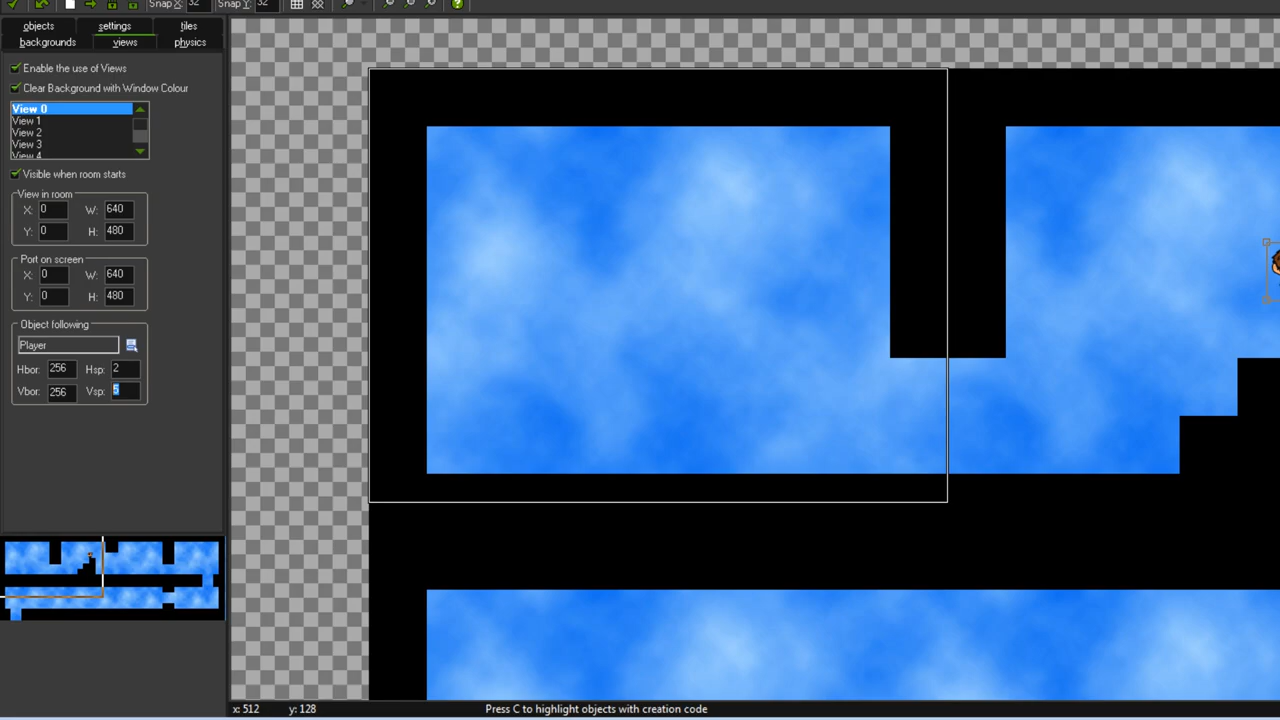 Snap X: 32 Snap Y: 32
objects settings tiles
backgrounds views physics
Enable the use of Views
Clear Background with Window Colour
View 0
View 1
View 2
View 3
View 4
Visible when room starts
View in room
X: 0 W: 640
Y: 0 H: 480
Port on screen
X: 0 W: 640
Y: 0 H: 480
Object following
Player
Hbor: 256 Hsp: 2
Vbor: 256 Vsp: 5
x: 512 y: 128 Press C to highlight objects with creation code